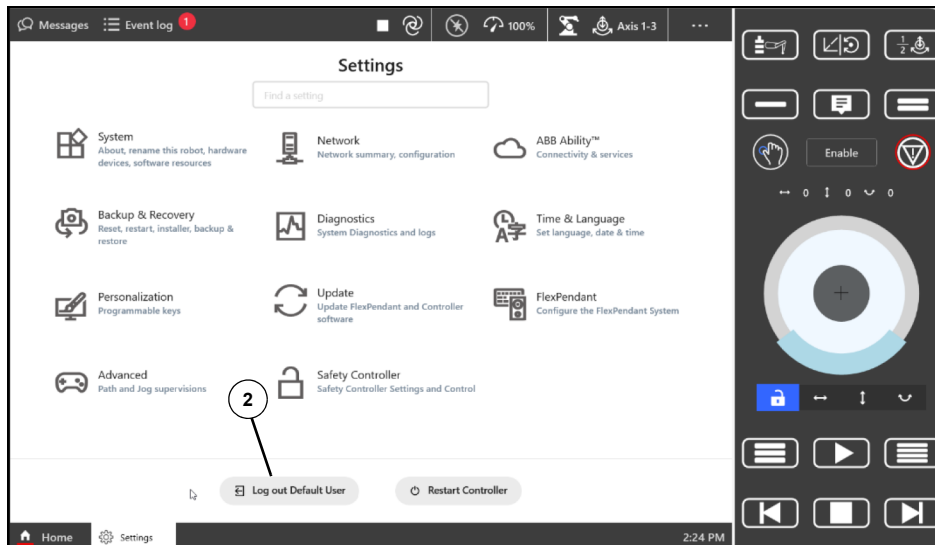 Messages
Event log
1
100%
Axis 1-3
...
Settings
Find a setting
System
About, rename this robot, hardware
devices, software resources
Network
Network summary, configuration
ABB Ability™
Connectivity & services
Backup & Recovery
Reset, restart, installer, backup &
restore
Diagnostics
System Diagnostics and logs
Time & Language
Set language, date & time
Personalization
Programmable keys
Update
Update FlexPendant and Controller
software
FlexPendant
Configure the FlexPendant System
Advanced
Path and Jog supervisions
Safety Controller
Safety Controller Settings and Control
2
Log out Default User
Restart Controller
Home
Settings
2:24 PM
1
2
Enable
0 0 0